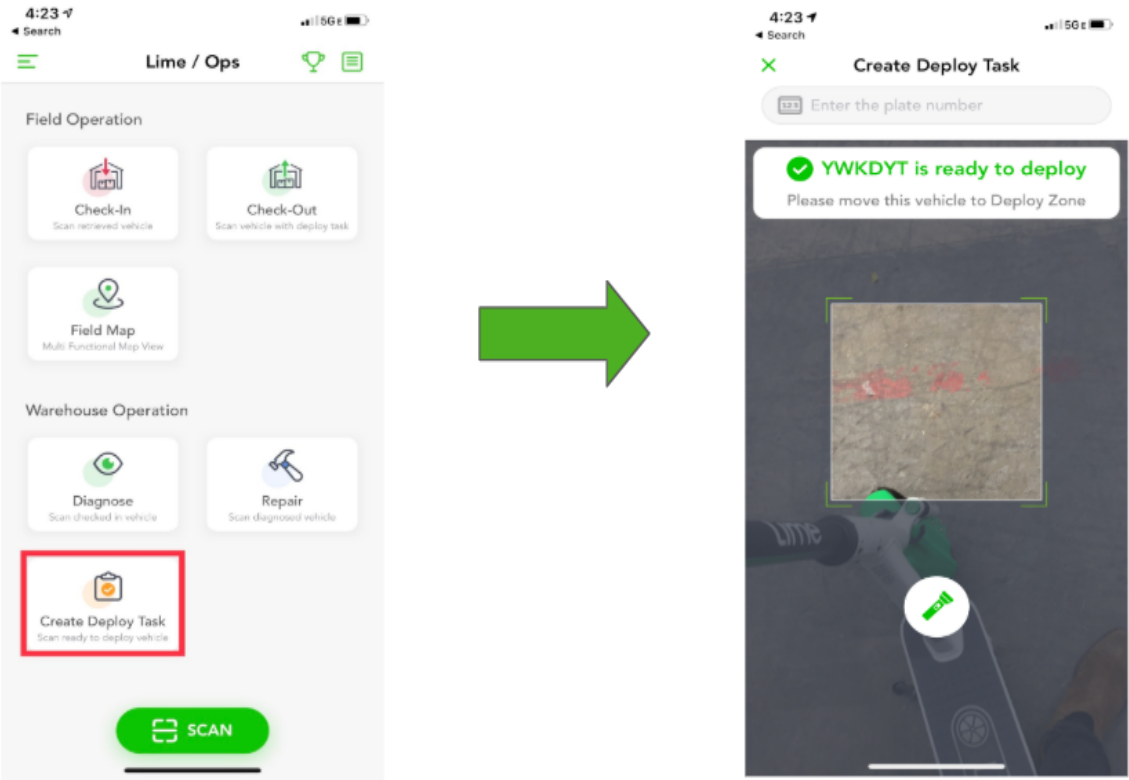 4:23
◀ Search
5G E
Lime / Ops
Field Operation
Check-In
Scan retrieved vehicle
Check-Out
Scan vehicle with deploy task
Field Map
Multi Functional Map View
Warehouse Operation
Diagnose
Scan checked in vehicle
Repair
Scan diagnosed vehicle
Create Deploy Task
Scan ready to deploy vehicle
SCAN
4:23
◀ Search
5G E
Create Deploy Task
123 Enter the plate number
YWKDYT is ready to deploy
Please move this vehicle to Deploy Zone
Lime